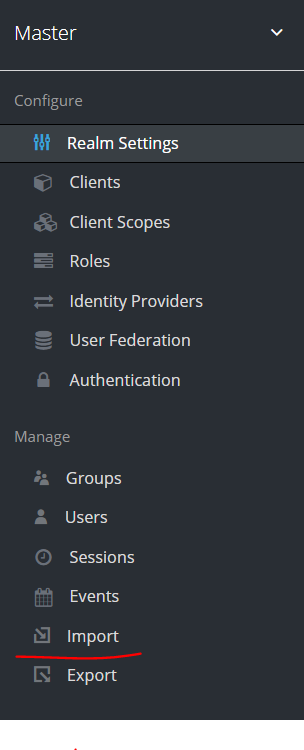 Master
Configure
Realm Settings
Clients
Client Scopes
Roles
Identity Providers
User Federation
Authentication
Manage
Groups
Users
Sessions
Events
Import
Export